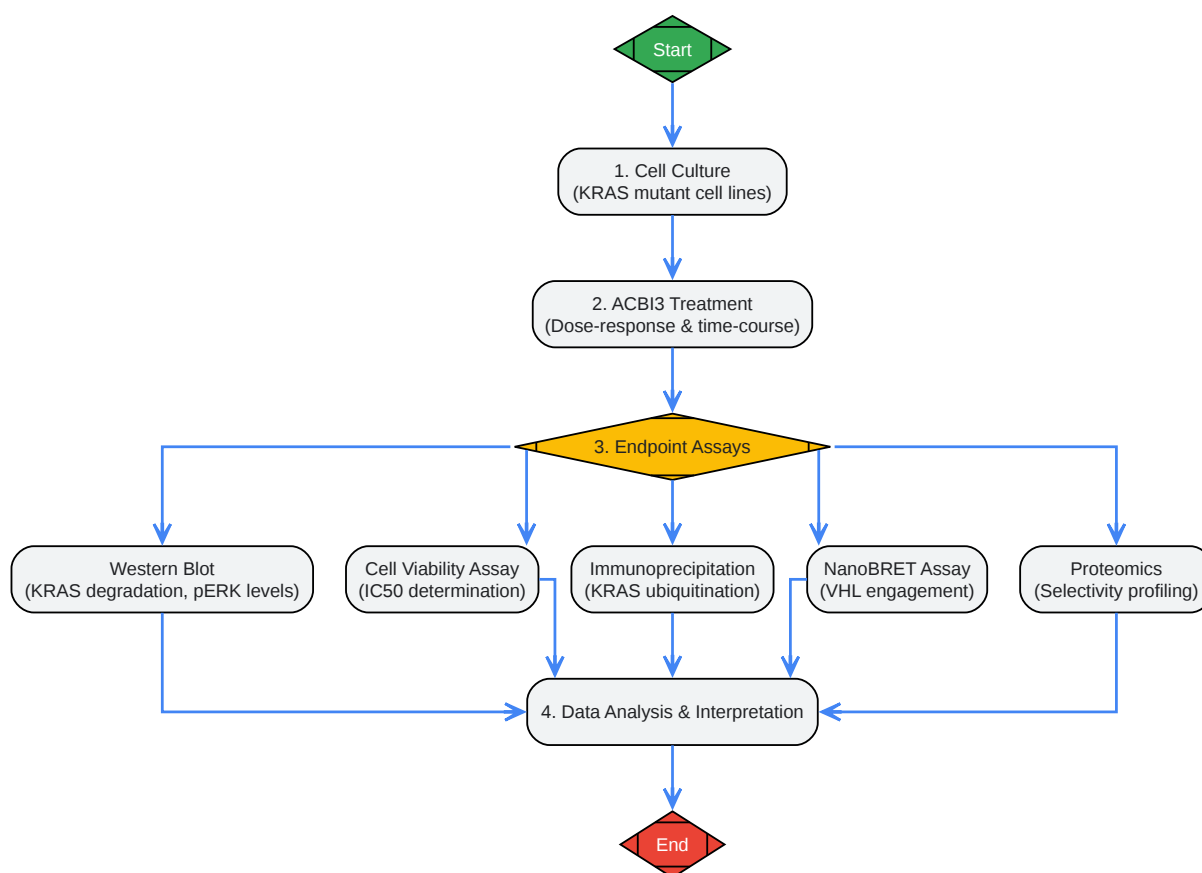 Start
1. Cell Culture
(KRAS mutant cell lines)
2. ACBI3 Treatment
(Dose-response & time-course)
3. Endpoint Assays
Western Blot
(KRAS degradation, pERK levels)
Cell Viability Assay
(IC50 determination)
Immunoprecipitation
(KRAS ubiquitination)
NanoBRET Assay
(VHL engagement)
Proteomics
(Selectivity profiling)
4. Data Analysis & Interpretation
End